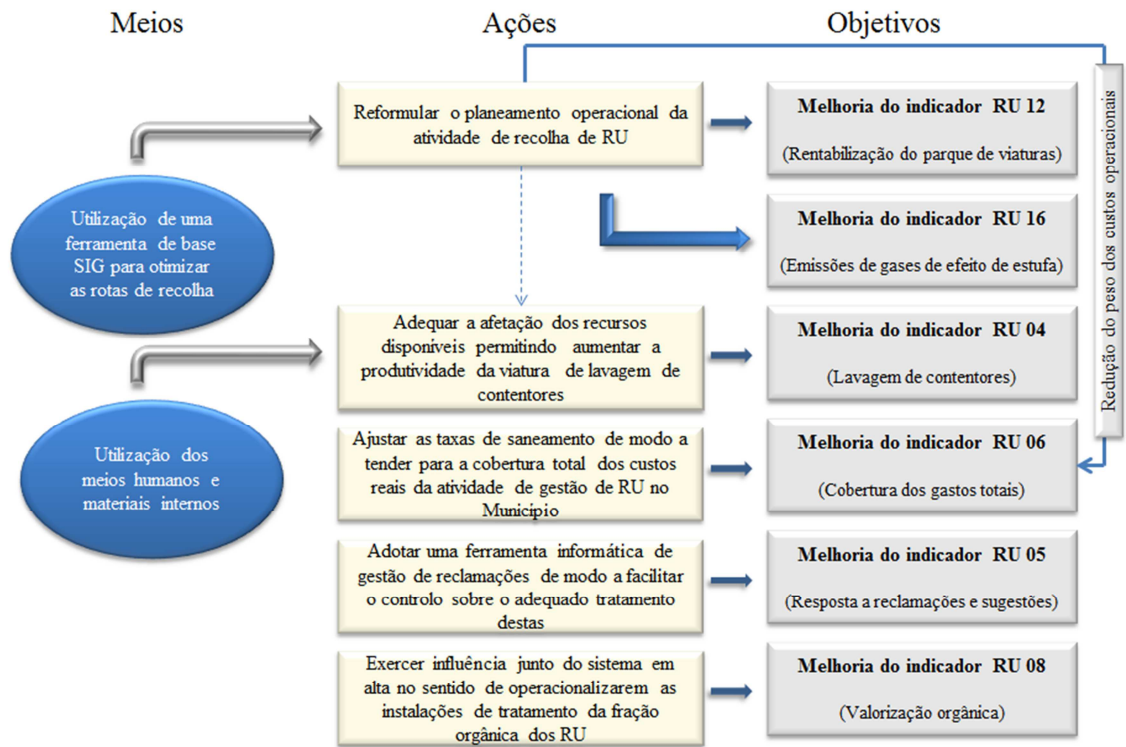 Meios
Ações
Objetivos
Reformular o planeamento operacional da
atividade de recolha de RU
Melhoria do indicador RU 12
(Rentabilização do parque de viaturas)
Redução do peso dos custos operacionais
Utilização de uma
ferramenta de base
SIG para otimizar
as rotas de recolha
Melhoria do indicador RU 16
(Emissões de gases de efeito de estufa)
Adequar a afetação dos recursos
disponíveis permitindo aumentar a
produtividade da viatura de lavagem de
contentores
Melhoria do indicador RU 04
(Lavagem de contentores)
Utilização dos
meios humanos e
materiais internos
Ajustar as taxas de saneamento de modo a
tender para a cobertura total dos custos
reais da atividade de gestão de RU no
Município
Melhoria do indicador RU 06
(Cobertura dos gastos totais)
Adotar uma ferramenta informática de
gestão de reclamações de modo a facilitar
o controlo sobre o adequado tratamento
destas
Melhoria do indicador RU 05
(Resposta a reclamações e sugestões)
Exercer influência junto do sistema em
alta no sentido de operacionalizarem as
instalações de tratamento da fração
orgânica dos RU
Melhoria do indicador RU 08
(Valorização orgânica)